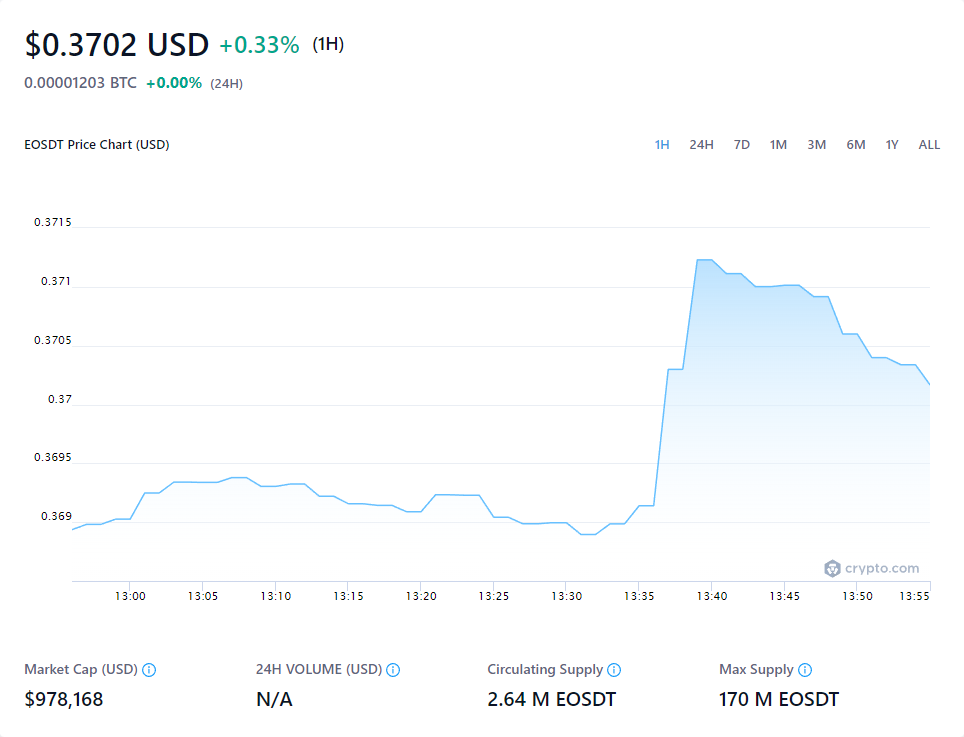 $0.3702 USD +0.33% (1H)
0.00001203 BTC +0.00% (24H)
EOSDT Price Chart (USD) 1H 24H 7D 1M 3M 6M 1Y ALL
0.3715
0.371
0.3705
0.37
0.3695
0.369
crypto.com
13:00 13:05 13:10 13:15 13:20 13:25 13:30 13:35 13:40 13:45 13:50 13:55
Market Cap (USD) 24H VOLUME (USD) Circulating Supply Max Supply
$978,168 N/A 2.64 M EOSDT 170 M EOSDT